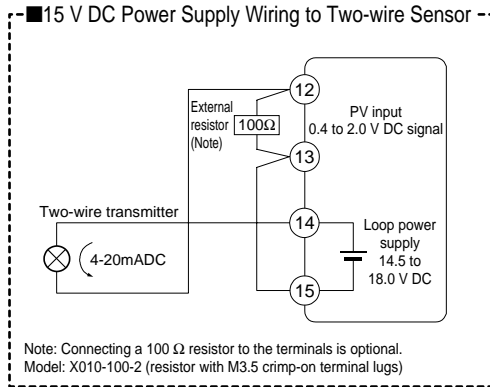 ■15 V DC Power Supply Wiring to Two-wire Sensor
12
External
resistor
(Note)
100Ω
PV input
0.4 to 2.0 V DC signal
13
Two-wire transmitter
14
4-20mADC
Loop power
supply
14.5 to
18.0 V DC
15
Note: Connecting a 100 Ω resistor to the terminals is optional.
Model: X010-100-2 (resistor with M3.5 crimp-on terminal lugs)